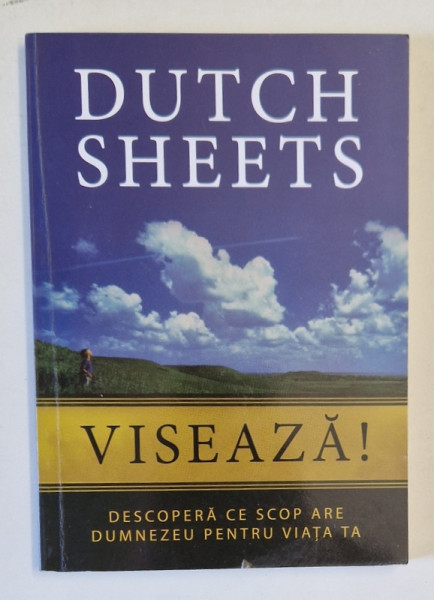 DUTCH
SHEETS
VISEAZĂ!
DESCOPERĂ CE SCOP ARE
DUMNEZEU PENTRU VIAȚA TA